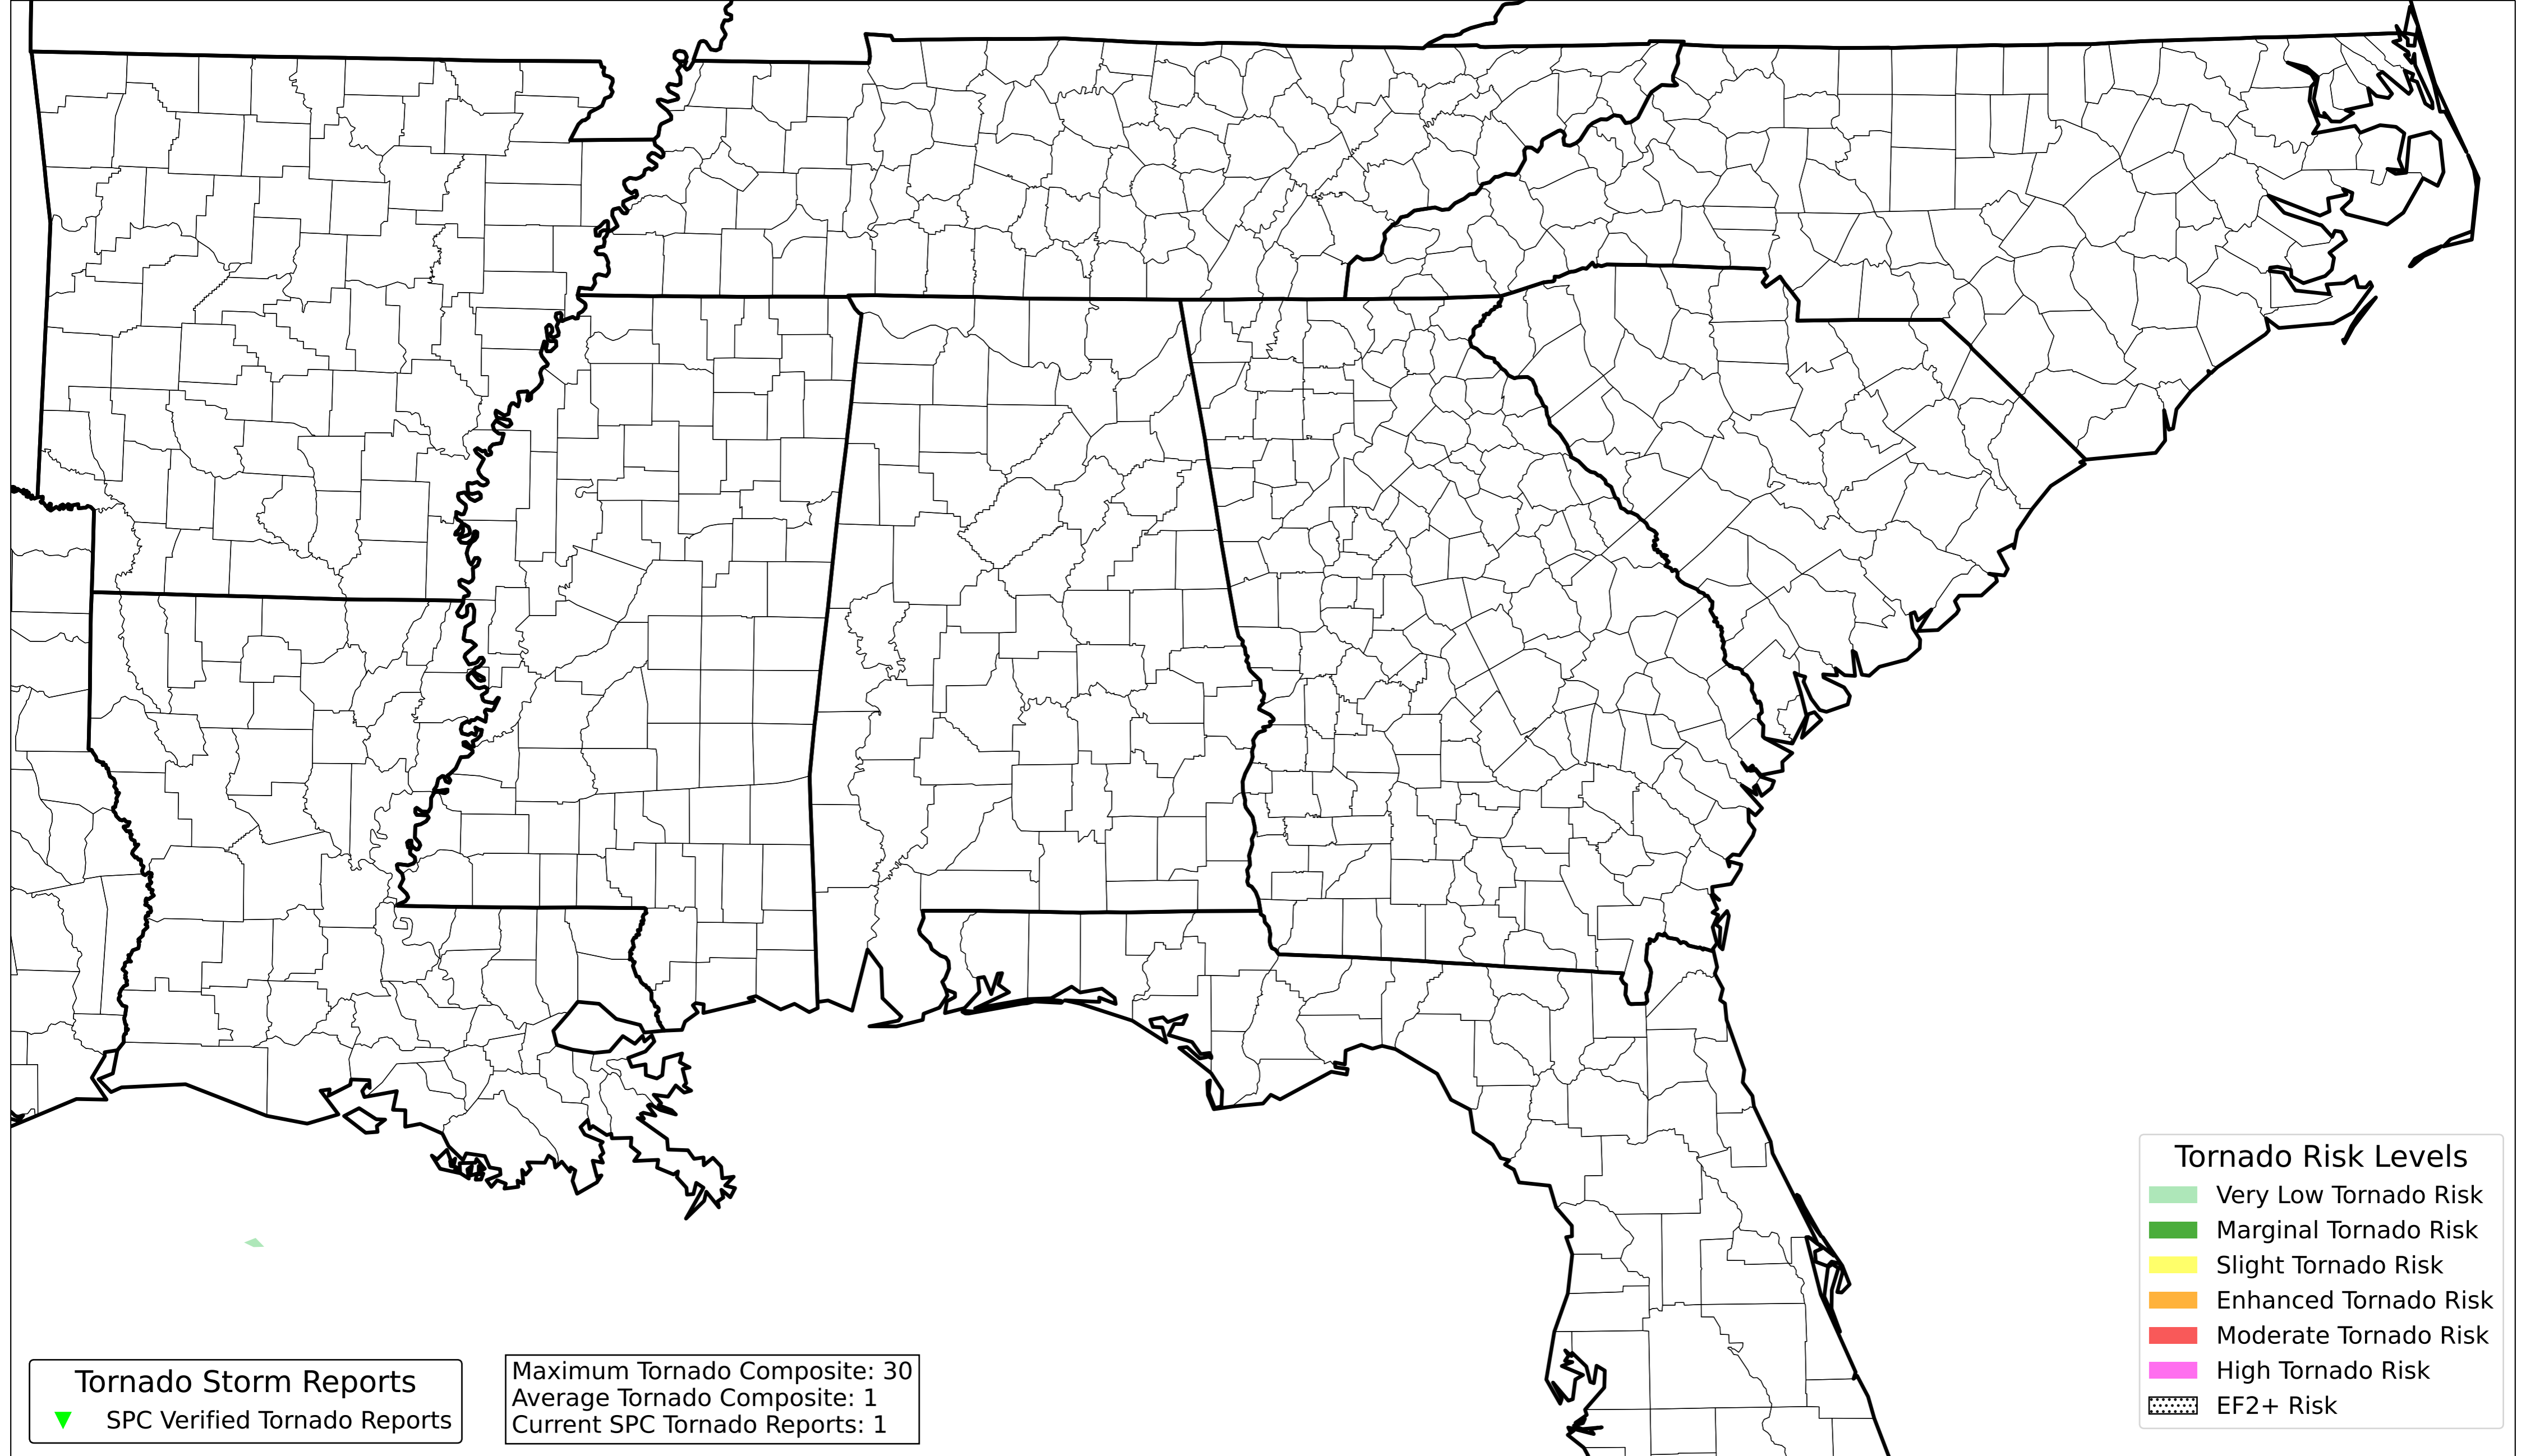 Tornado Storm Reports
SPC Verified Tornado Reports
Maximum Tornado Composite: 30
Average Tornado Composite: 1
Current SPC Tornado Reports: 1
Tornado Risk Levels
Very Low Tornado Risk
Marginal Tornado Risk
Slight Tornado Risk
Enhanced Tornado Risk
Moderate Tornado Risk
High Tornado Risk
EF2+ Risk